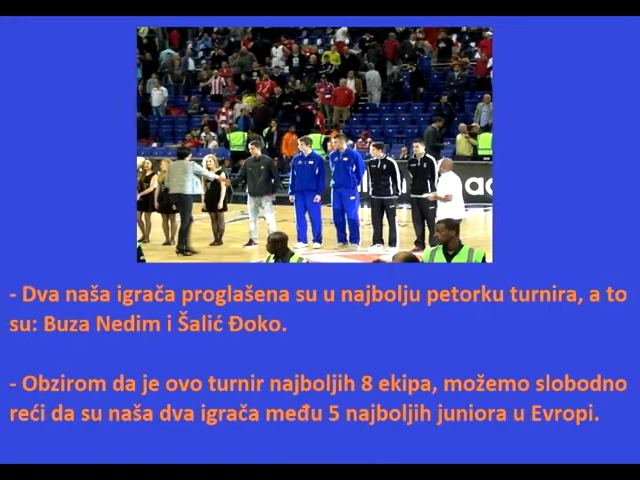 - Dva naša igrača proglašena su u najbolju petorku turnira, a to
su: Buza Nedim i Šalić Đoko.
- Obzirom da je ovo turnir najboljih 8 ekipa, možemo slobodno
reći da su naša dva igrača među 5 najboljih juniora u Evropi.